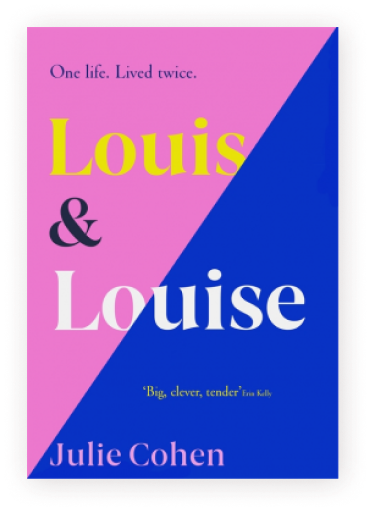 One life. Lived twice.
Louis
&
Louise
‘Big, clever, tender’ Erin Kelly
Julie Cohen